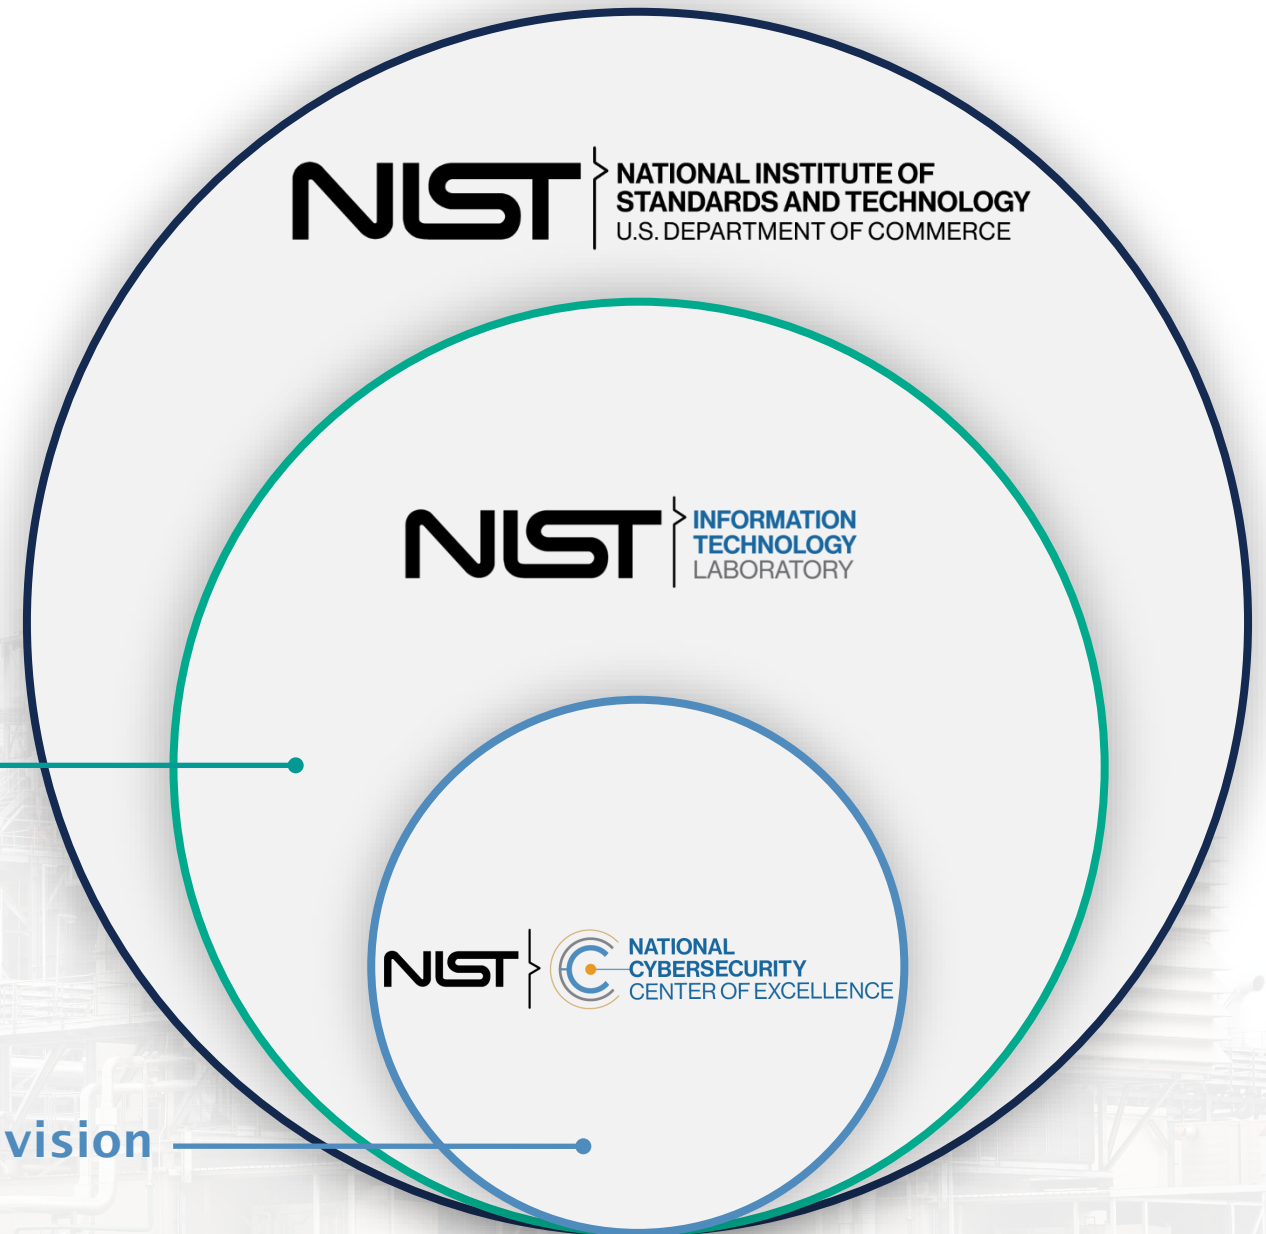 NIST
NATIONAL INSTITUTE OF
STANDARDS AND TECHNOLOGY
U.S. DEPARTMENT OF COMMERCE
NIST
INFORMATION
TECHNOLOGY
LABORATORY
NIST
NATIONAL
CYBERSECURITY
CENTER OF EXCELLENCE
vision